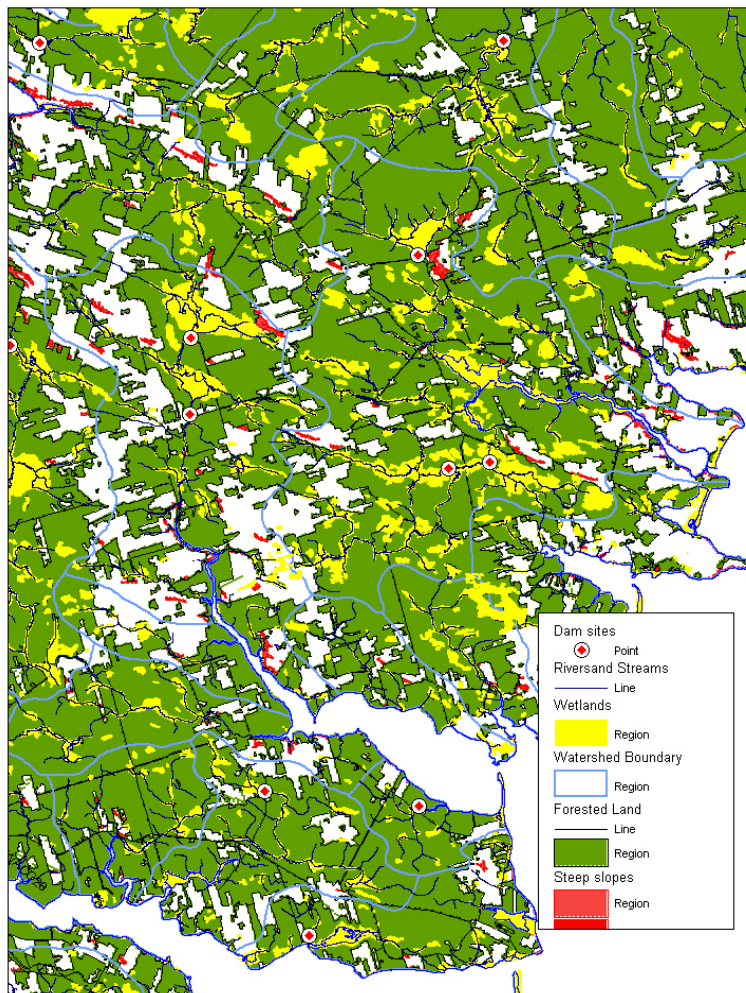 Dam sites
Point
Riversand Streams
Line
Wetlands
Region
Watershed Boundary
Region
Forested Land
Line
Region
Steep slopes
Region